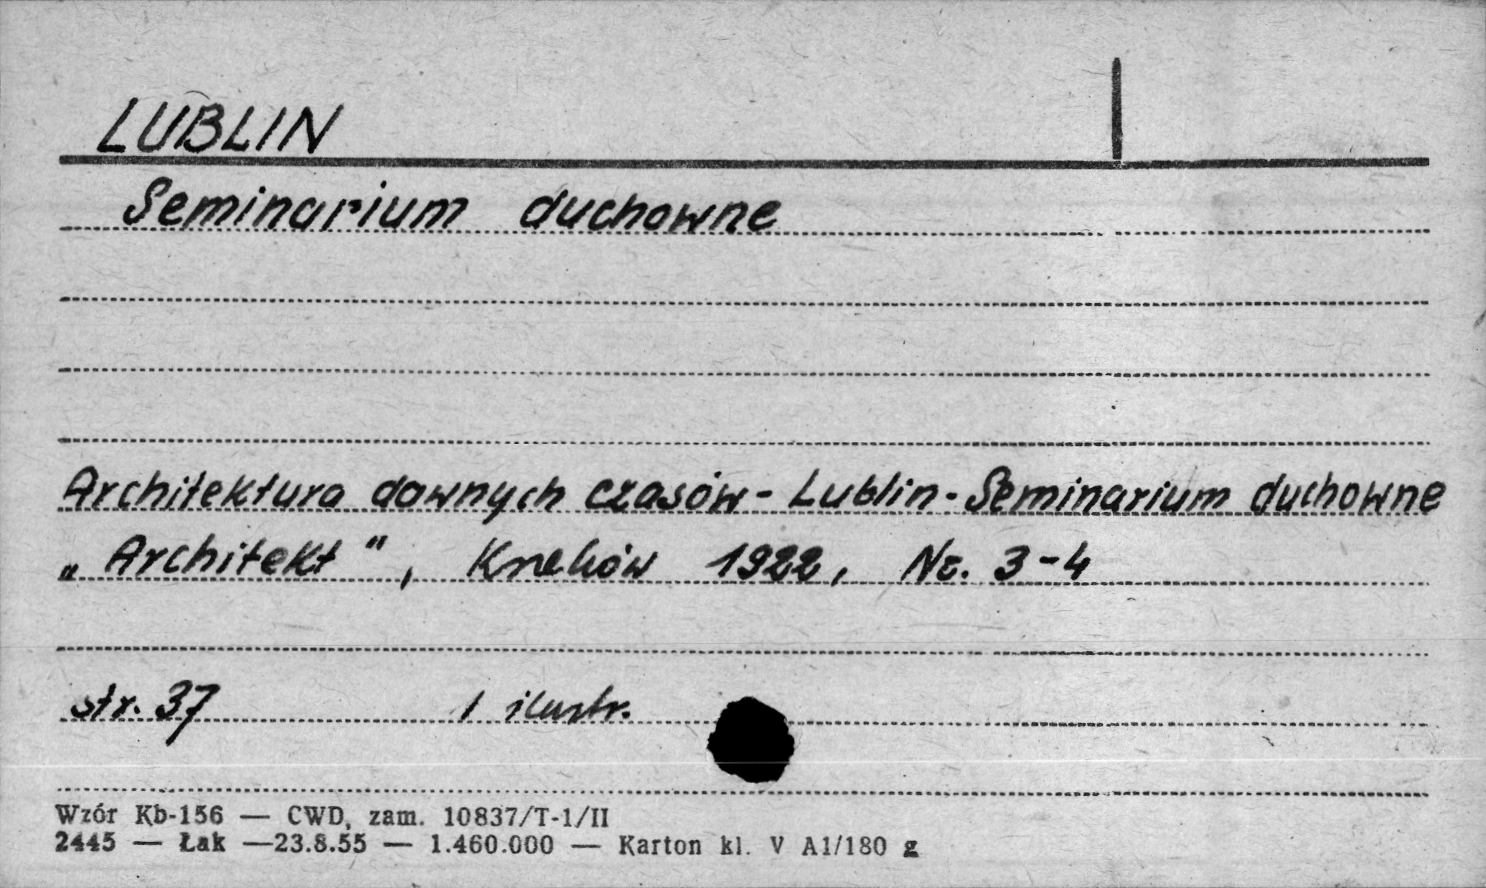 LUBLIN
Seminarium duchowne
Architektura dawnych czasów - Lublin - Seminarium duchowne
„Architekt", Kraków 1922, Nr. 3-4
str. 37 1 ilustr.
Wzór Kb-156 — CWD, zam. 10837/T-1/II
2445 — Łak —23.8.55 — 1.460.000 — Karton kl. V A1/180 g